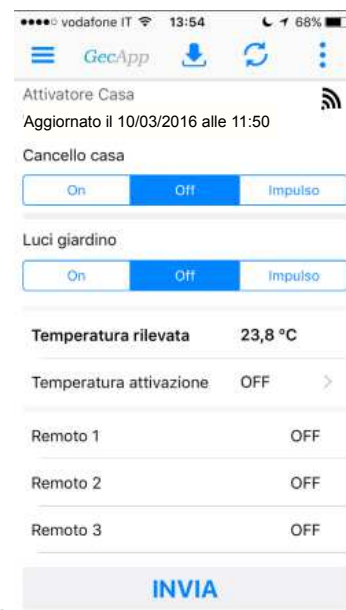 vodafone IT 13:54 68%
GecApp
Attivatore Casa
Aggiornato il 10/03/2016 alle 11:50
Cancello casa
On Off Impulso
Luci giardino
On Off Impulso
Temperatura rilevata 23,8 °C
Temperatura attivazione OFF
Remoto 1 OFF
Remoto 2 OFF
Remoto 3 OFF
INVIA